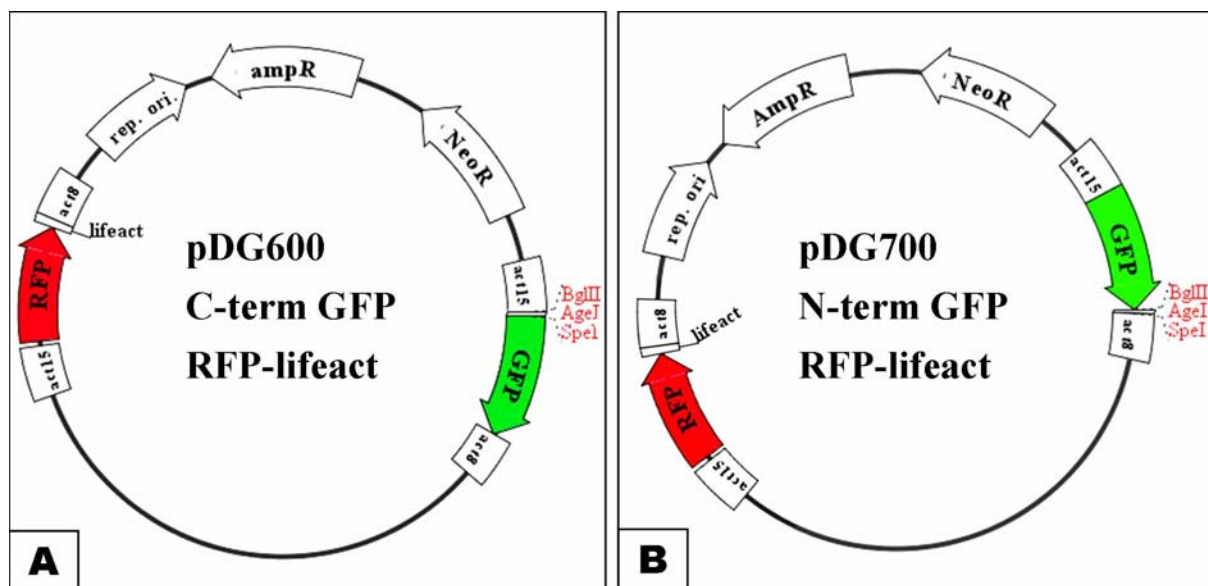 ampR
rep. ori.
NeoR
act8
lifeact
RFP
act15
pDG600
C-term GFP
RFP-lifeact
act15
BglII
AgeI
SpeI
GFP
act8
A
AmpR
NeoR
rep. ori
act15
GFP
act8
lifeact
RFP
act15
pDG700
N-term GFP
RFP-lifeact
BglII
AgeI
SpeI
act8
B